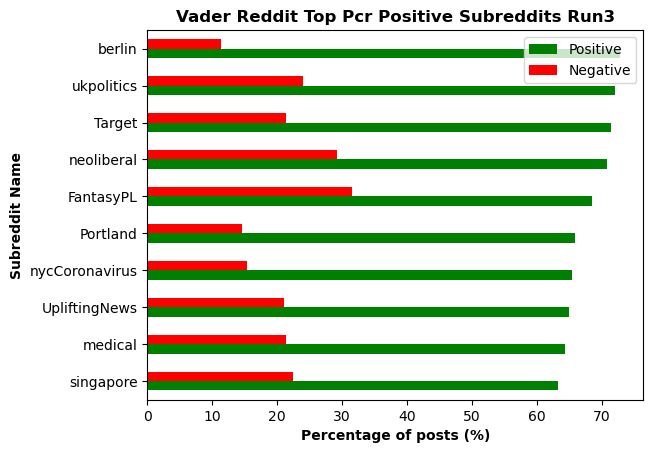 Vader Reddit Top Pcr Positive Subreddits Run3
Positive
Negative
berlin
ukpolitics
Target
neoliberal
FantasyPL
Portland
nycCoronavirus
UpliftingNews
medical
singapore
Subreddit Name
0 10 20 30 40 50 60 70
Percentage of posts (%)